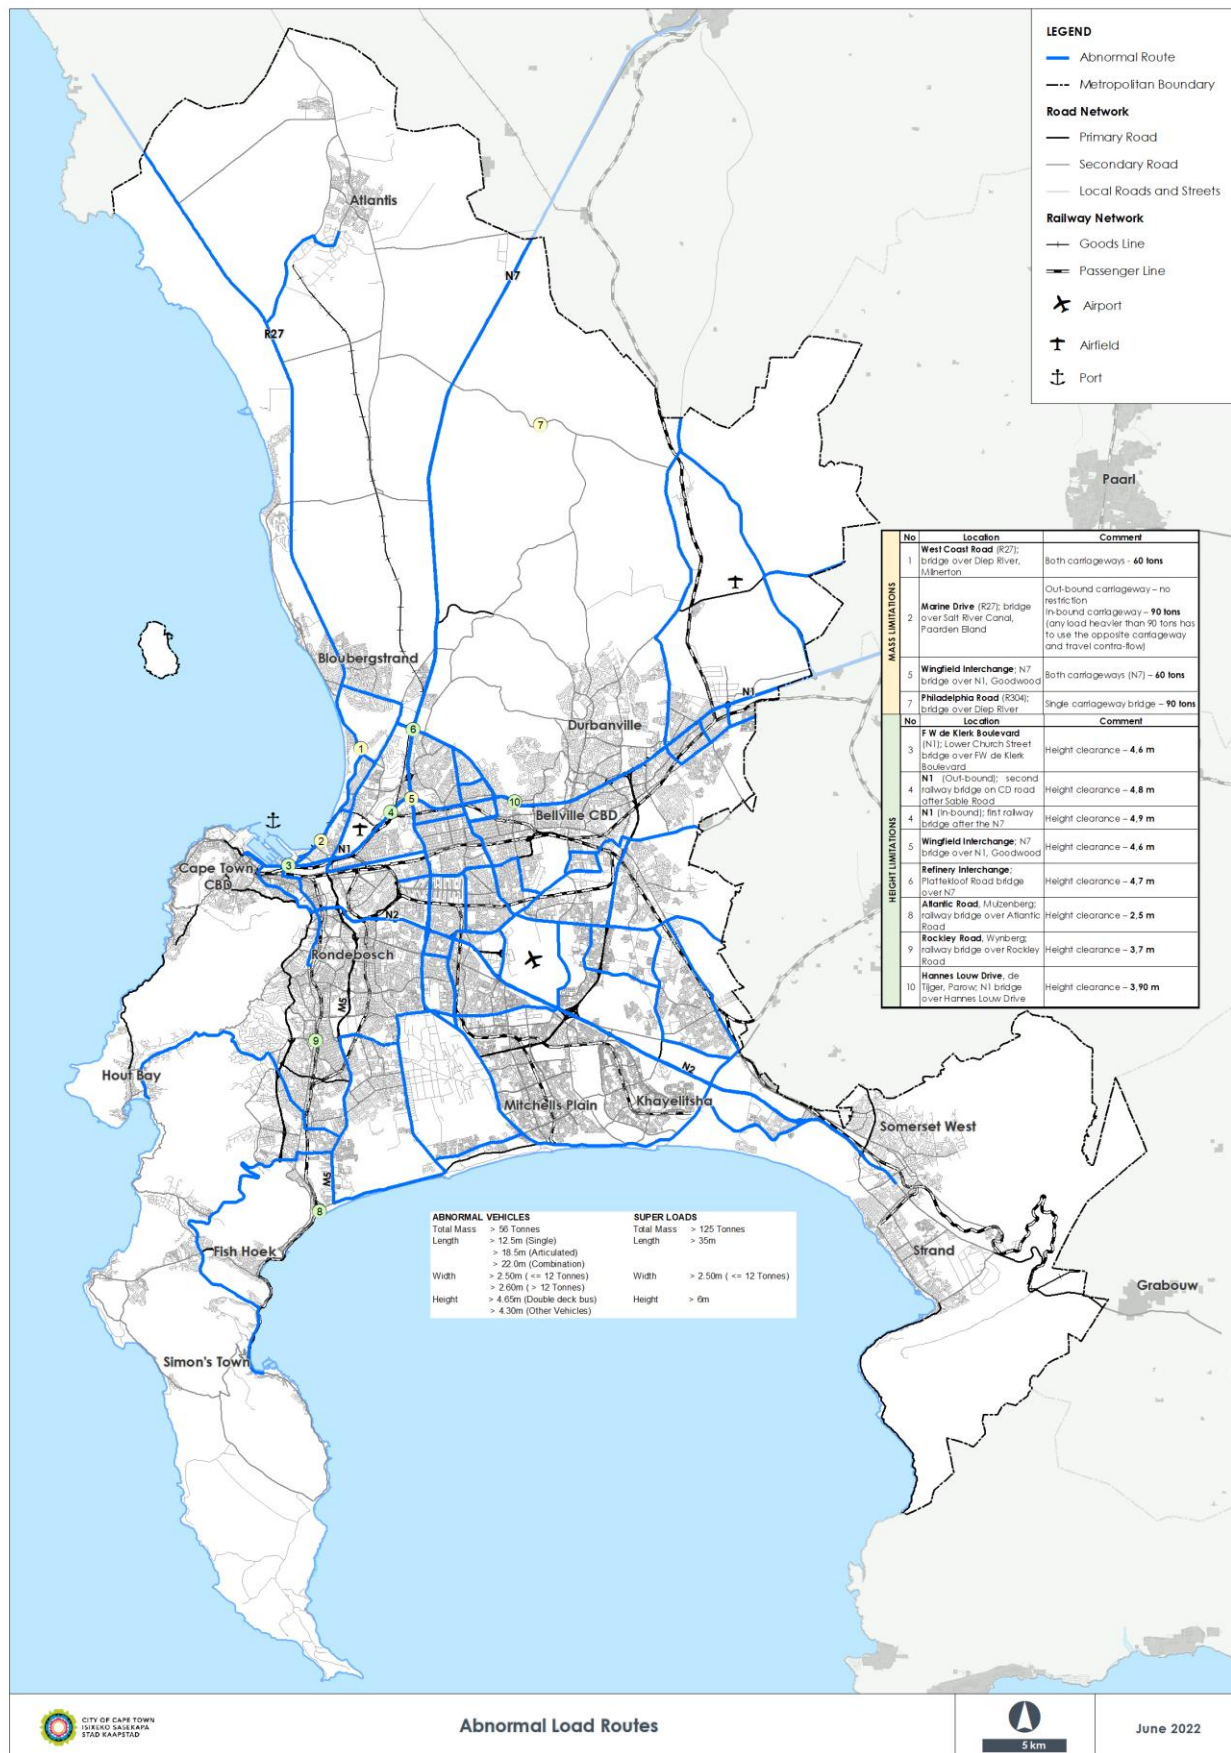 LEGEND
Abnormal Route
Metropolitan Boundary
Road Network
Primary Road
Secondary Road
Local Roads and Streets
Railway Network
Goods Line
Passenger Line
Airport
Airfield
Port
Atlantis
N7
R27
7
Paarl
Bloubergstrand
N1
Durbanville
6
1
5
4
10
Bellville CBD
2
N1
3
Cape Town
CBD
N2
Rondebosch
M5
9
Hout Bay
N2
Mitchells Plain
Khayelitsha
Somerset West
M5
8
Fish Hoek
Strand
Grabouw
Simon's Town
MASS LIMITATIONS
No Location Comment
1 West Coast Road (R27); bridge over Diep River, Milnerton Both carriageways - 60 tons
2 Marine Drive (R27); bridge over Salt River Canal, Paarden Eiland Out-bound carriageway – no restriction
In-bound carriageway – 90 tons (any load heavier than 90 tons has to use the opposite carriageway and travel contra-flow)
5 Wingfield Interchange; N7 bridge over N1, Goodwood Both carriageways (N7) – 60 tons
7 Philadelphia Road (R304); bridge over Diep River Single carriageway bridge – 90 tons
HEIGHT LIMITATIONS
No Location Comment
3 F W de Klerk Boulevard (N1); Lower Church Street bridge over FW de Klerk Boulevard Height clearance – 4,6 m
4 N1 (Out-bound); second railway bridge on CD road after Sable Road Height clearance – 4,8 m
4 N1 (In-bound); first railway bridge after the N7 Height clearance – 4,9 m
5 Wingfield Interchange; N7 bridge over N1, Goodwood Height clearance – 4,6 m
6 Refinery Interchange; Plattekloof Road bridge over N7 Height clearance – 4,7 m
8 Atlantic Road, Muizenberg; railway bridge over Atlantic Road Height clearance – 2,5 m
9 Rockley Road, Wynberg; railway bridge over Rockley Road Height clearance – 3,7 m
10 Hannes Louw Drive, de Tijger, Parow; N1 bridge over Hannes Louw Drive Height clearance – 3,90 m
ABNORMAL VEHICLES
Total Mass > 56 Tonnes
Length > 12.5m (Single)
> 18.5m (Articulated)
> 22.0m (Combination)
Width > 2.50m ( <= 12 Tonnes)
> 2.60m ( > 12 Tonnes)
Height > 4.65m (Double deck bus)
> 4.30m (Other Vehicles)
SUPER LOADS
Total Mass > 125 Tonnes
Length > 35m
Width > 2.50m ( <= 12 Tonnes)
Height > 6m
CITY OF CAPE TOWN
ISIXEKO SASEKAPA
STAD KAAPSTAD
Abnormal Load Routes
5 km
June 2022